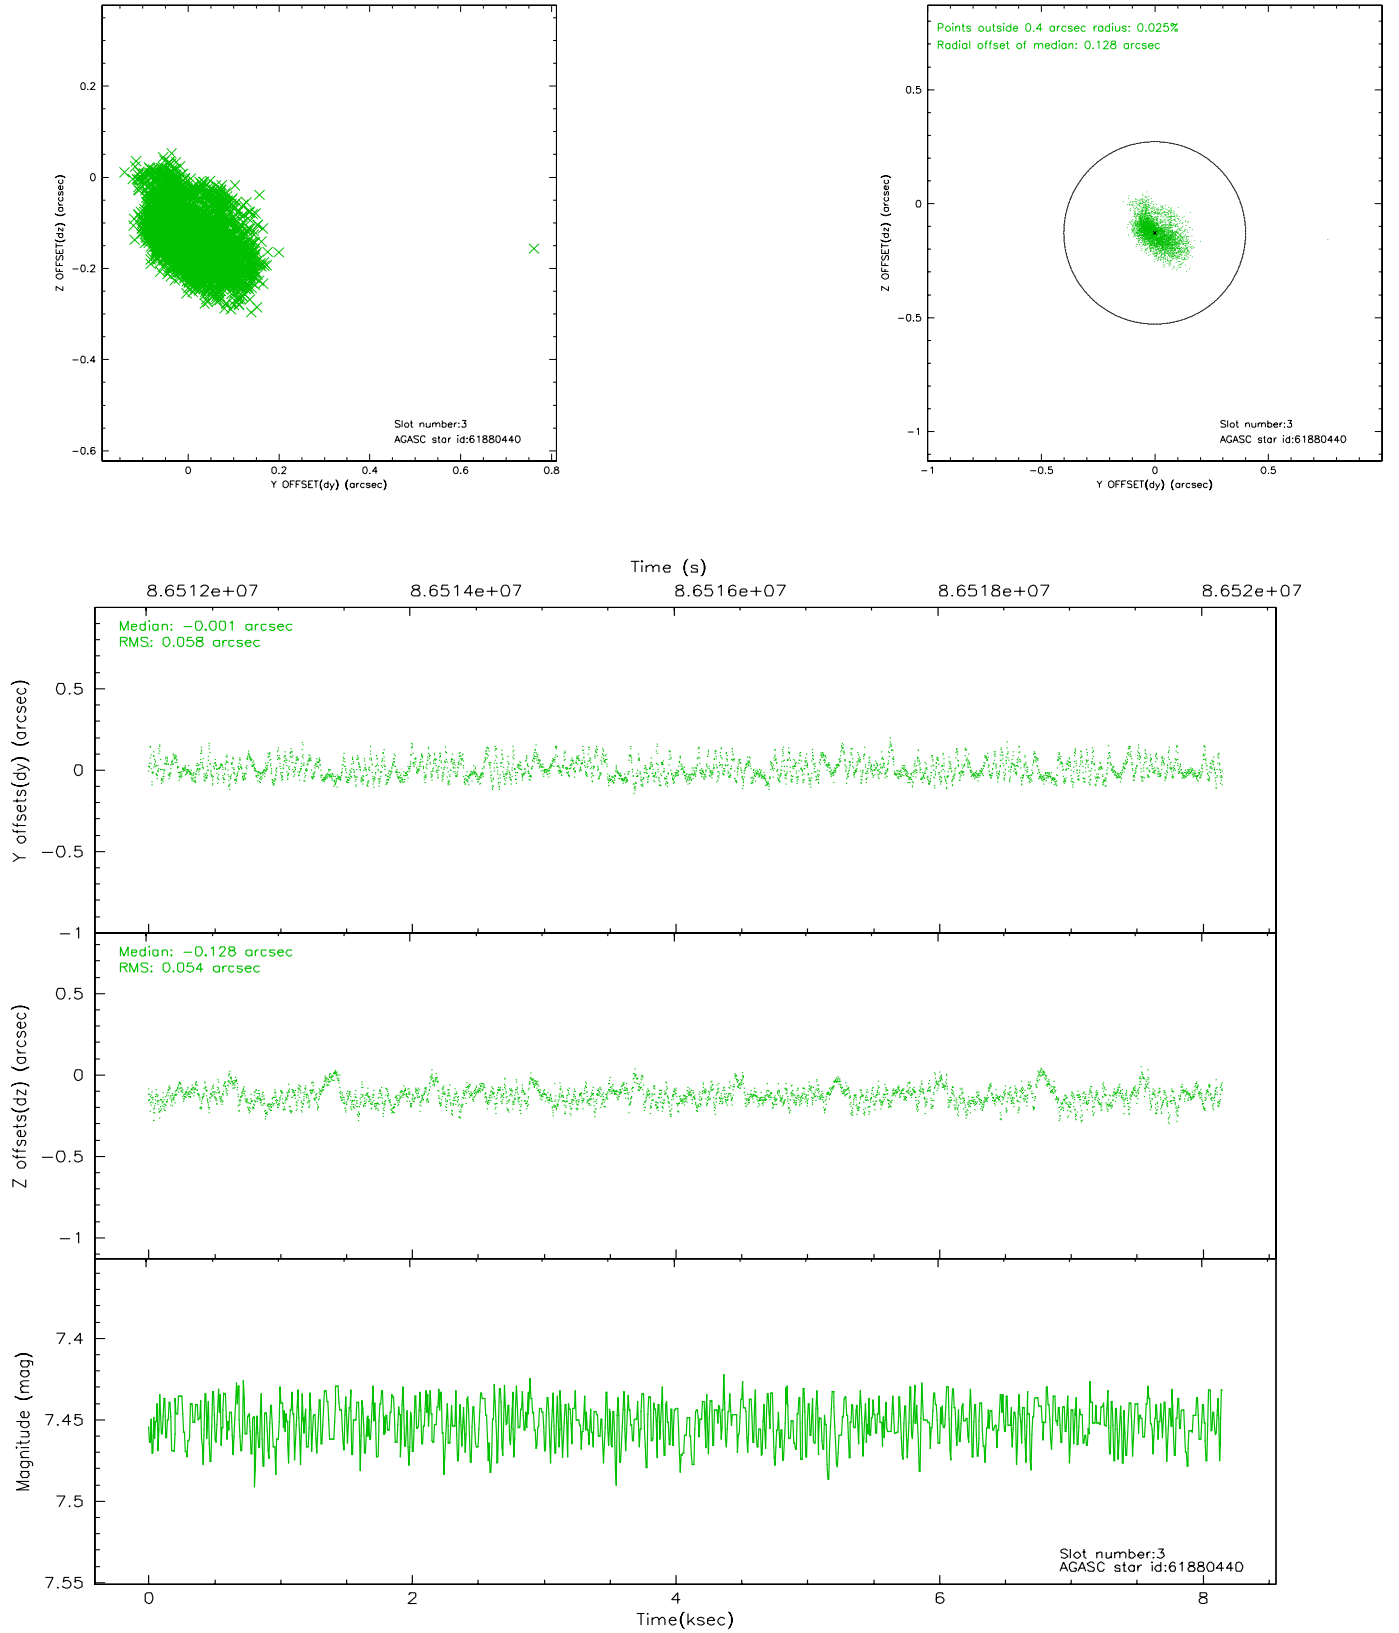 0.2
0
−0.2
−0.4
−0.6
Z OFFSET(dz) (arcsec)
Slot number:3
AGASC star id:61880440
0 0.2 0.4 0.6 0.8
Y OFFSET(dy) (arcsec)
Points outside 0.4 arcsec radius: 0.025%
Radial offset of median: 0.128 arcsec
0.5
0
−0.5
−1
Z OFFSET(dz) (arcsec)
Slot number:3
AGASC star id:61880440
−1 −0.5 0 0.5
Y OFFSET(dy) (arcsec)
Time (s)
8.6512e+07 8.6514e+07 8.6516e+07 8.6518e+07 8.652e+07
Median: −0.001 arcsec
RMS: 0.058 arcsec
0.5
0
−0.5
−1
Y offsets(dy) (arcsec)
Median: −0.128 arcsec
RMS: 0.054 arcsec
0.5
0
−0.5
−1
Z offsets(dz) (arcsec)
7.4
7.45
7.5
7.55
Magnitude (mag)
Slot number:3
AGASC star id:61880440
0 2 4 6 8
Time(ksec)